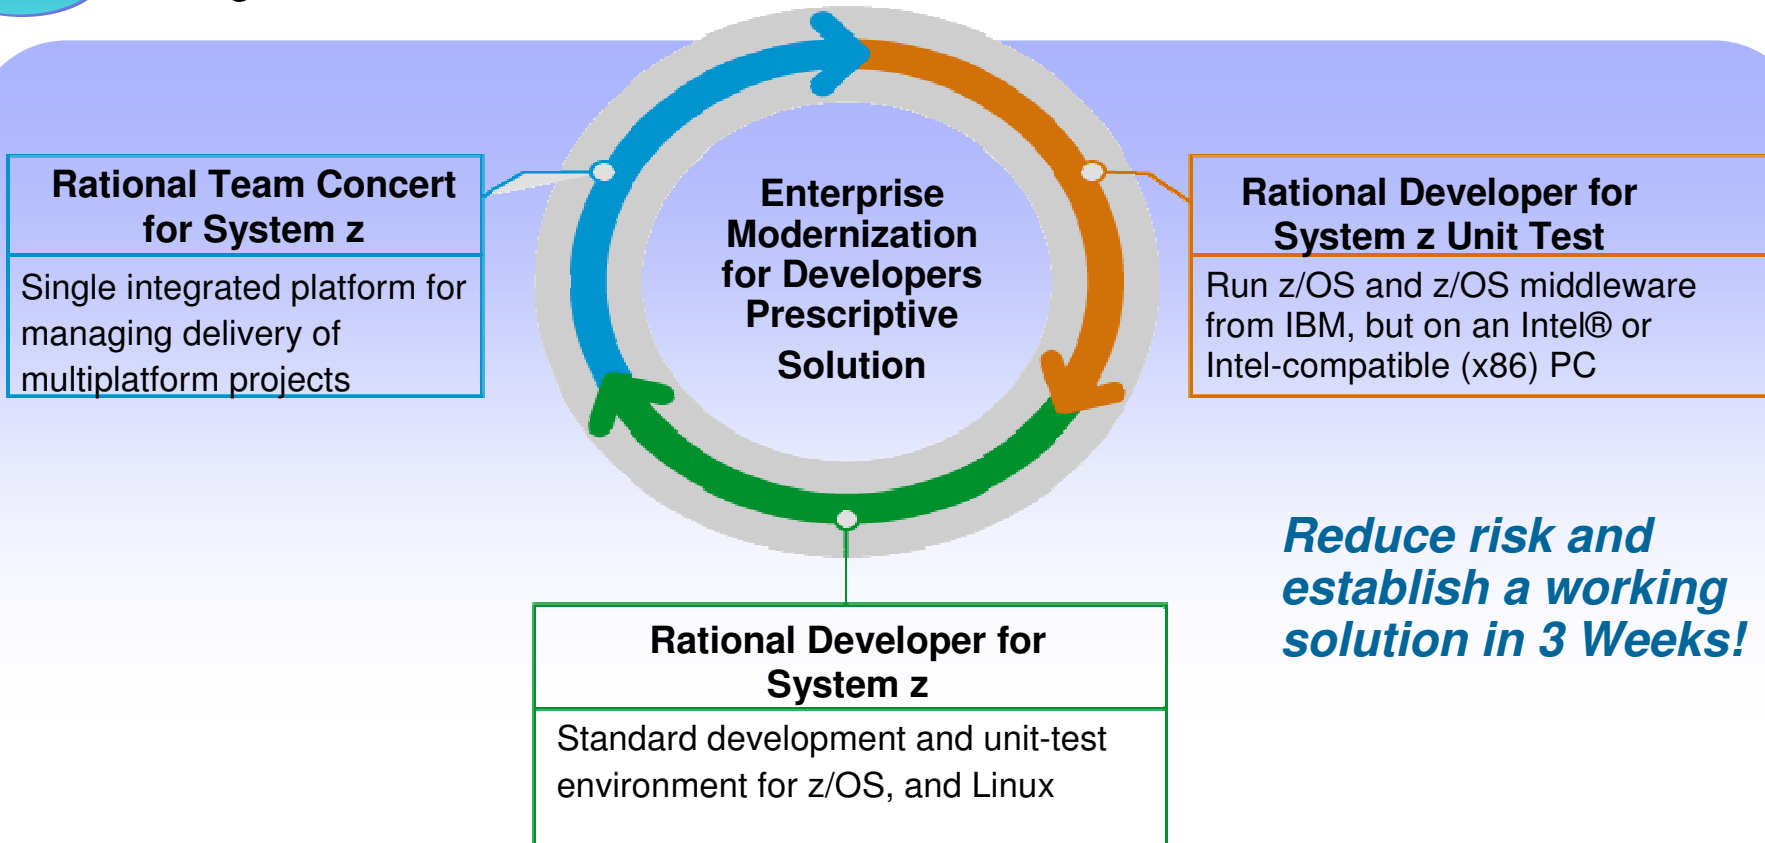 Rational Team Concert
for System z
Single integrated platform for
managing delivery of
multiplatform projects
Enterprise
Modernization
for Developers
Prescriptive
Solution
Rational Developer for
System z Unit Test
Run z/OS and z/OS middleware
from IBM, but on an Intel® or
Intel-compatible (x86) PC
Rational Developer for
System z
Standard development and unit-test
environment for z/OS, and Linux
Reduce risk and
establish a working
solution in 3 Weeks!